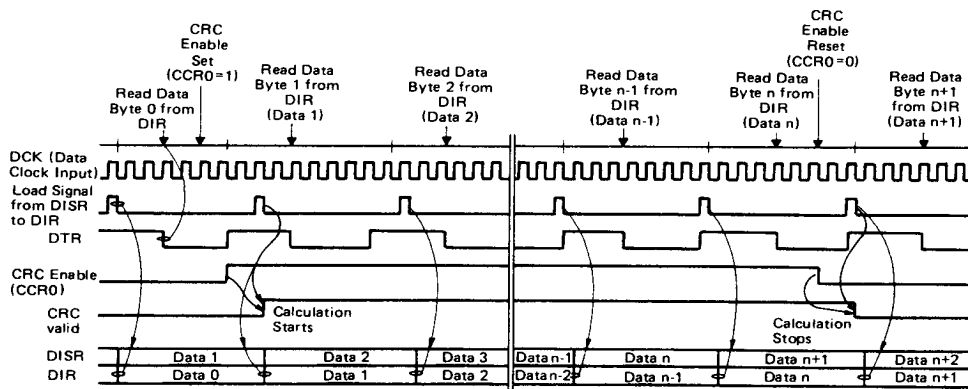 CRC
Enable
Set
(CCR0=1)
CRC
Enable
Reset
(CCR0=0)
Read Data
Byte 0 from
DIR
Read Data
Byte 1 from
DIR
(Data 1)
Read Data
Byte 2 from
DIR
(Data 2)
Read Data
Byte n-1 from
DIR
(Data n-1)
Read Data
Byte n from
DIR
(Data n)
Read Data
Byte n+1
from DIR
(Data n+1)
DCK (Data
Clock Input)
Load Signal
from DISR
to DIR
DTR
CRC Enable
(CCR0)
CRC
valid
Calculation
Starts
Calculation
Stops
DISR Data 1 Data 2 Data 3 Data n-1 Data n Data n+1 Data n+2
DIR Data 0 Data 1 Data 2 Data n-2 Data n-1 Data n Data n+1